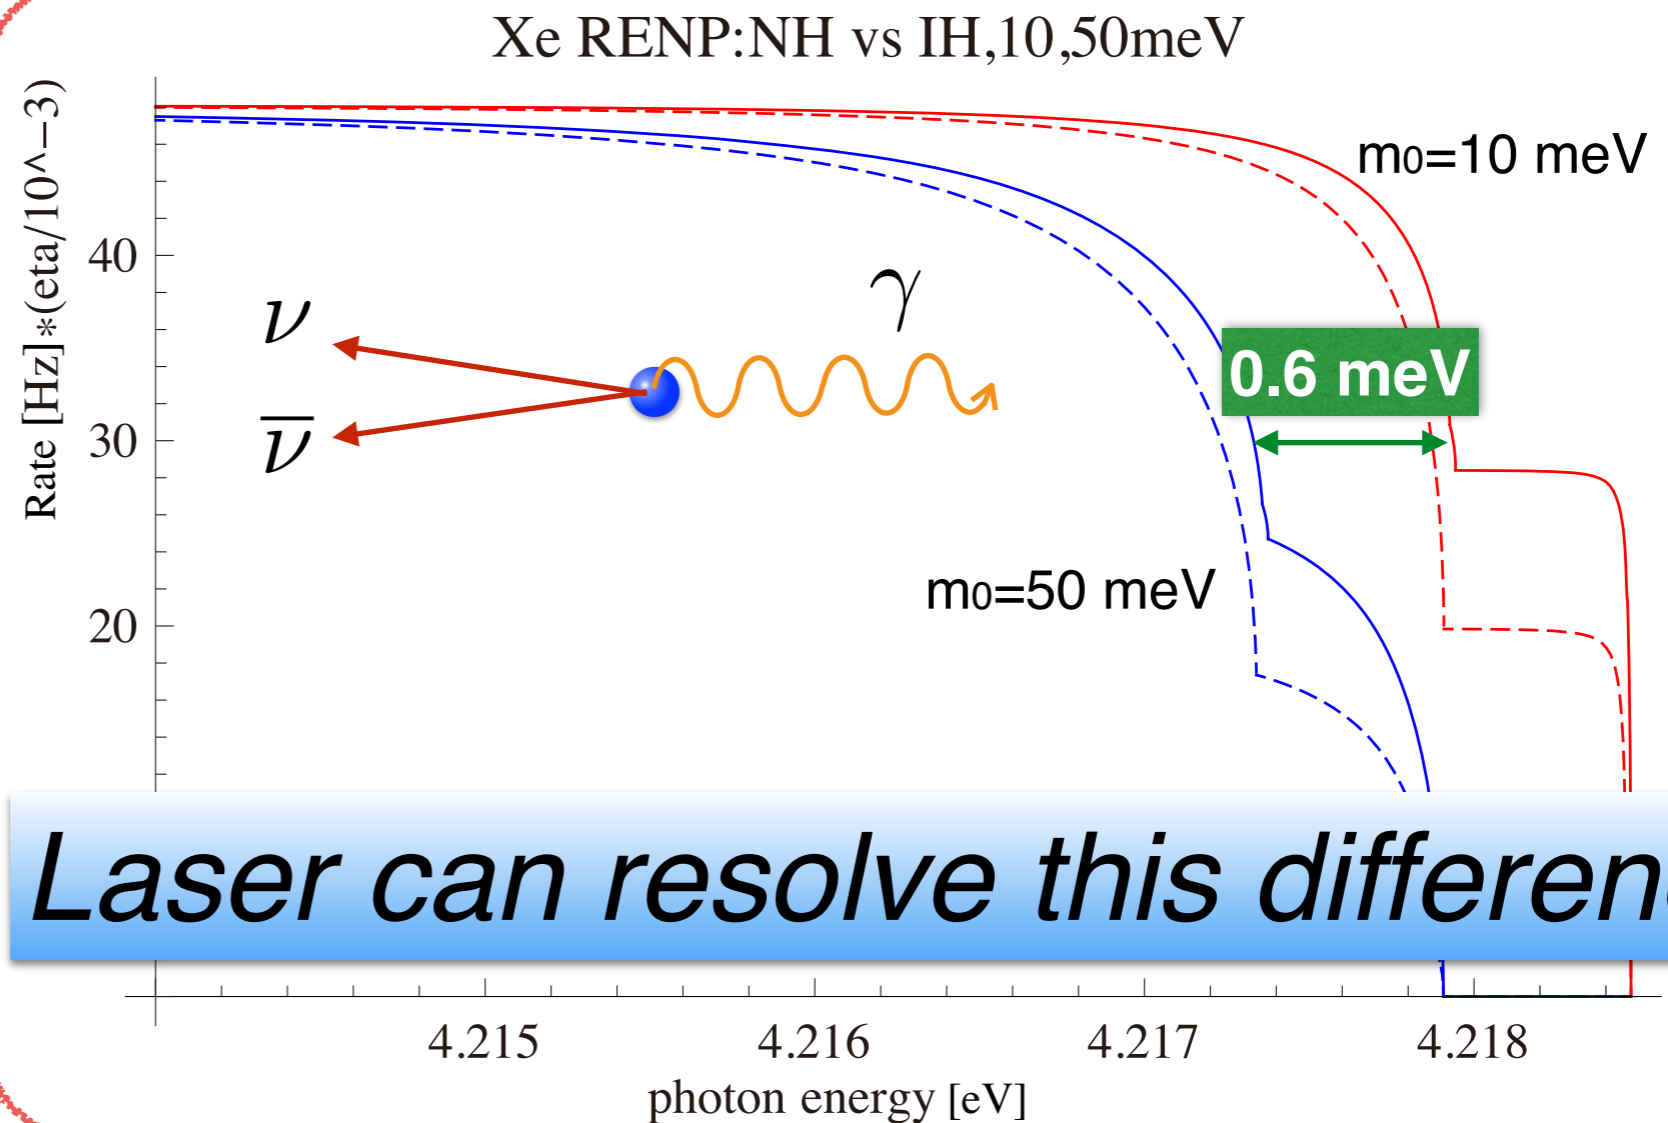 Xe RENP:NH vs IH,10,50meV
Rate [Hz]*(eta/10^−3)
m0=10 meV
40
γ
ν
0.6 meV
30
ν̅
m0=50 meV
20
Laser can resolve this differen
4.215 4.216 4.217 4.218
photon energy [eV]